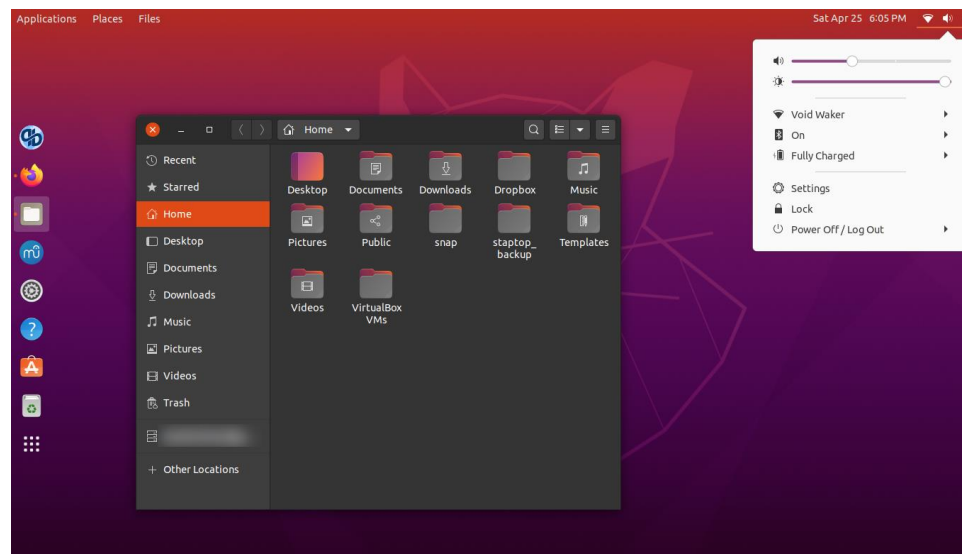 Applications Places Files
Sat Apr 25 6:05 PM
Home
Recent
Starred
Home
Desktop
Documents
Downloads
Music
Pictures
Videos
Trash
+ Other Locations
Desktop Documents Downloads Dropbox Music
Pictures Public snap staptop_ Templates
backup
Videos VirtualBox
VMs
Void Waker
On
Fully Charged
Settings
Lock
Power Off / Log Out
mû
?
A